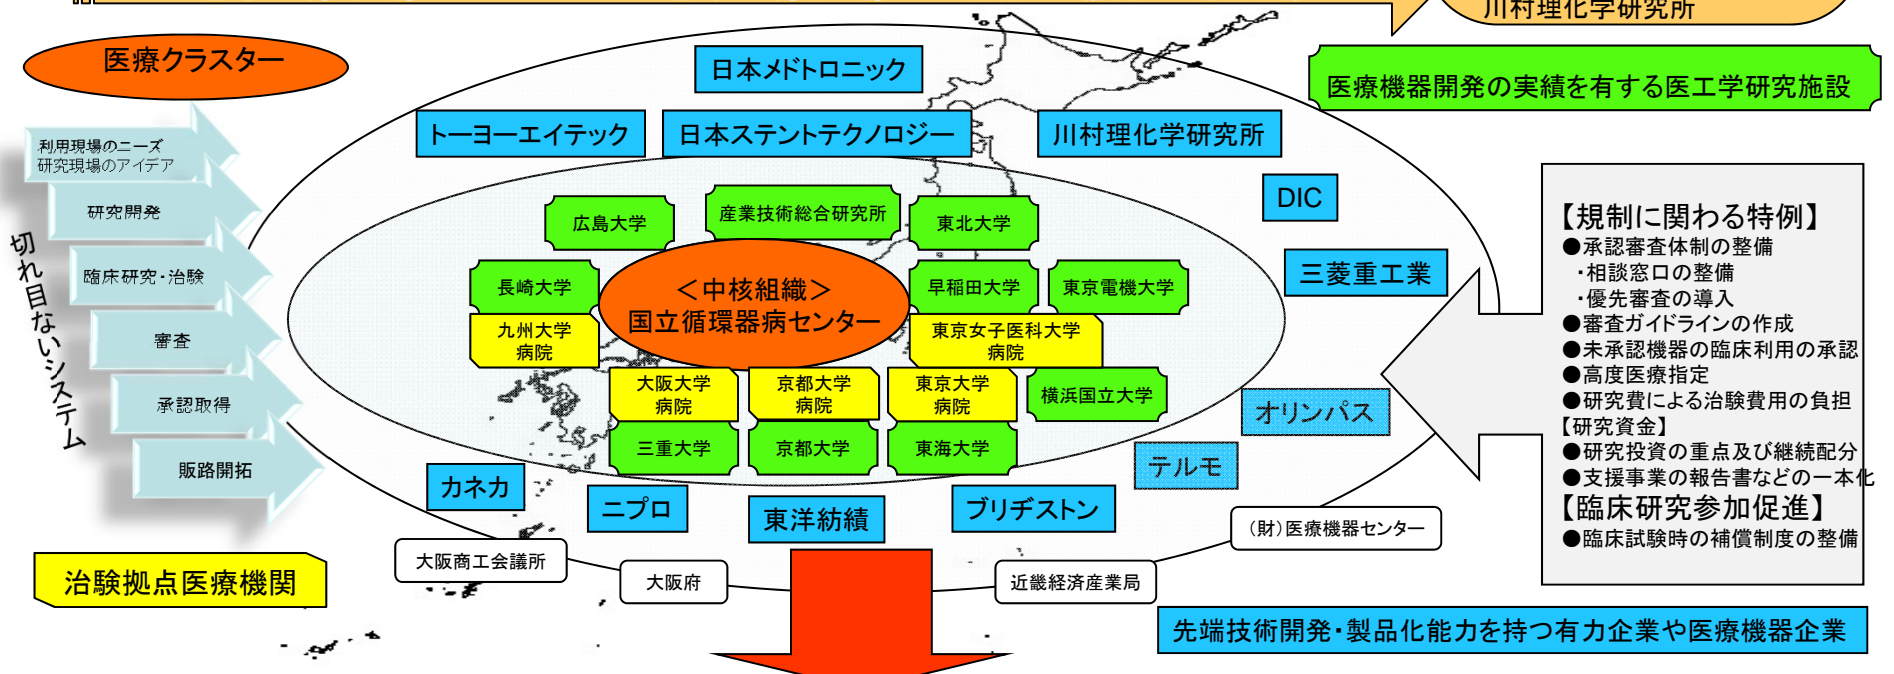 川村理化学研究所
医療クラスター
日本メドトロニック
医療機器開発の実績を有する医工学研究施設
トーヨーエイテック
日本ステントテクノロジー
川村理化学研究所
利用現場のニーズ
研究現場のアイデア
研究開発
臨床研究・治験
審査
承認取得
販路開拓
切れ目ないシステム
DIC
三菱重工業
オリンパス
テルモ
広島大学
産業技術総合研究所
東北大学
長崎大学
＜中核組織＞
国立循環器病センター
早稲田大学
東京電機大学
九州大学
病院
東京女子医科大学
病院
大阪大学
病院
京都大学
病院
東京大学
病院
横浜国立大学
三重大学
京都大学
東海大学
カネカ
ニプロ
東洋紡績
ブリヂストン
大阪商工会議所
大阪府
近畿経済産業局
（財）医療機器センター
【規制に関わる特例】
●承認審査体制の整備
・相談窓口の整備
・優先審査の導入
●審査ガイドラインの作成
●未承認機器の臨床利用の承認
●高度医療指定
●研究費による治験費用の負担
【研究資金】
●研究投資の重点及び継続配分
●支援事業の報告書などの一本化
【臨床研究参加促進】
●臨床試験時の補償制度の整備
治験拠点医療機関
先端技術開発・製品化能力を持つ有力企業や医療機器企業